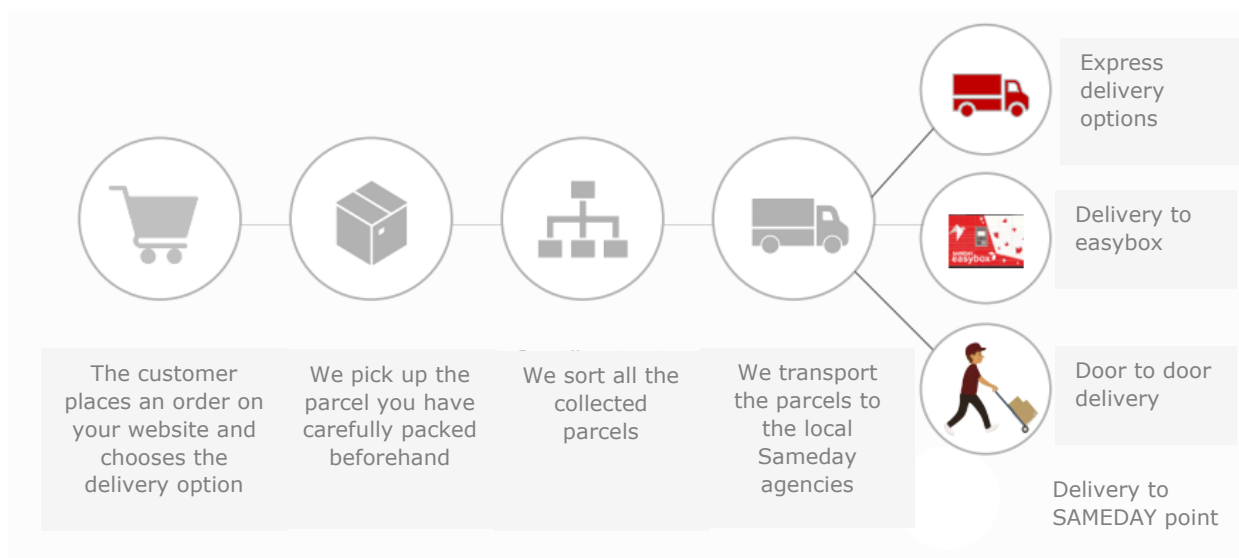 The customer
places an order on
your website and
chooses the
delivery option
We pick up the
parcel you have
carefully packed
beforehand
We sort all the
collected
parcels
We transport
the parcels to
the local
Sameday
agencies
Express
delivery
options
easybox
Delivery to
easybox
Door to door
delivery
Delivery to
SAMEDAY point